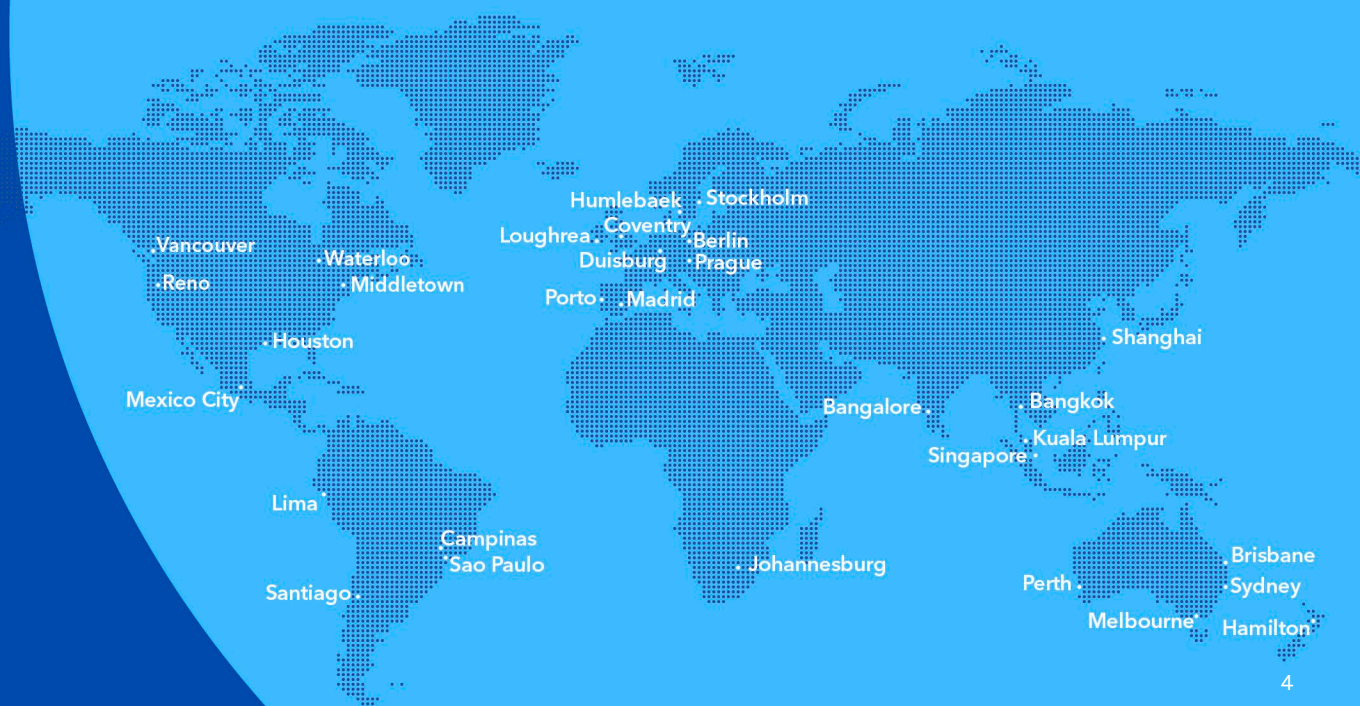 Humlebaek
Stockholm
Coventry
Loughrea
Berlin
Duisburg
Prague
Vancouver
Waterloo
Reno
Middletown
Porto
Madrid
Houston
Shanghai
Mexico City
Bangalore
Bangkok
Kuala Lumpur
Singapore
Lima
Campinas
Sao Paulo
Johannesburg
Santiago
Brisbane
Perth
Sydney
Melbourne
Hamilton
4